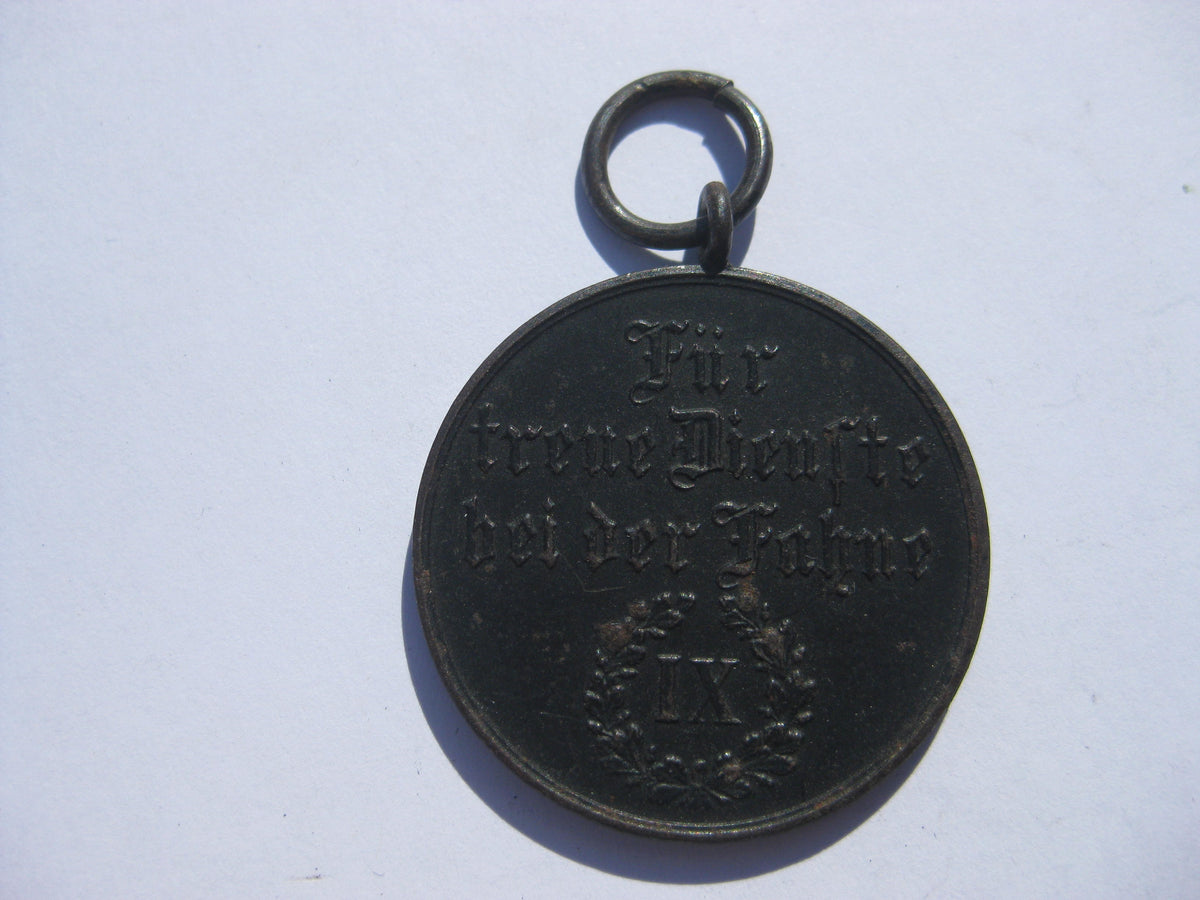 Für
treue Dienſte
bei der Fahne
IX